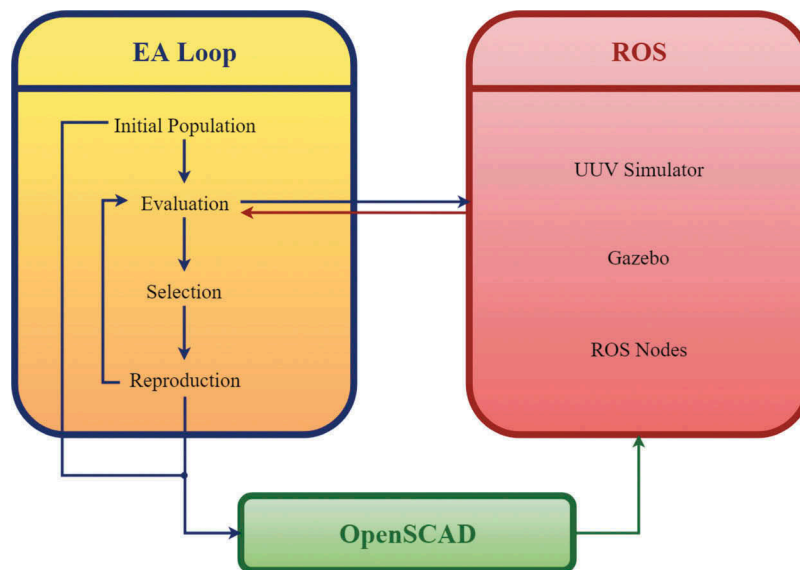 EA Loop
Initial Population
Evaluation
Selection
Reproduction
ROS
UUV Simulator
Gazebo
ROS Nodes
OpenSCAD